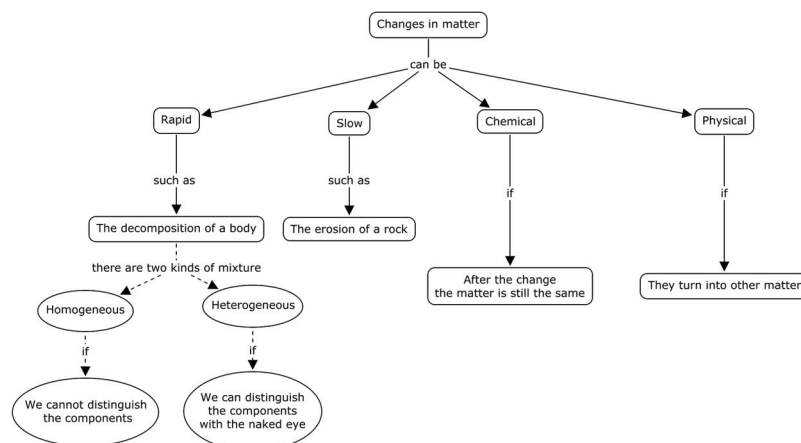 Changes in matter
can be
Rapid
Slow
Chemical
Physical
such as
such as
if
if
The decomposition of a body
The erosion of a rock
After the change
the matter is still the same
They turn into other matter
there are two kinds of mixture
Homogeneous
Heterogeneous
if
if
We cannot distinguish
the components
We can distinguish
the components
with the naked eye